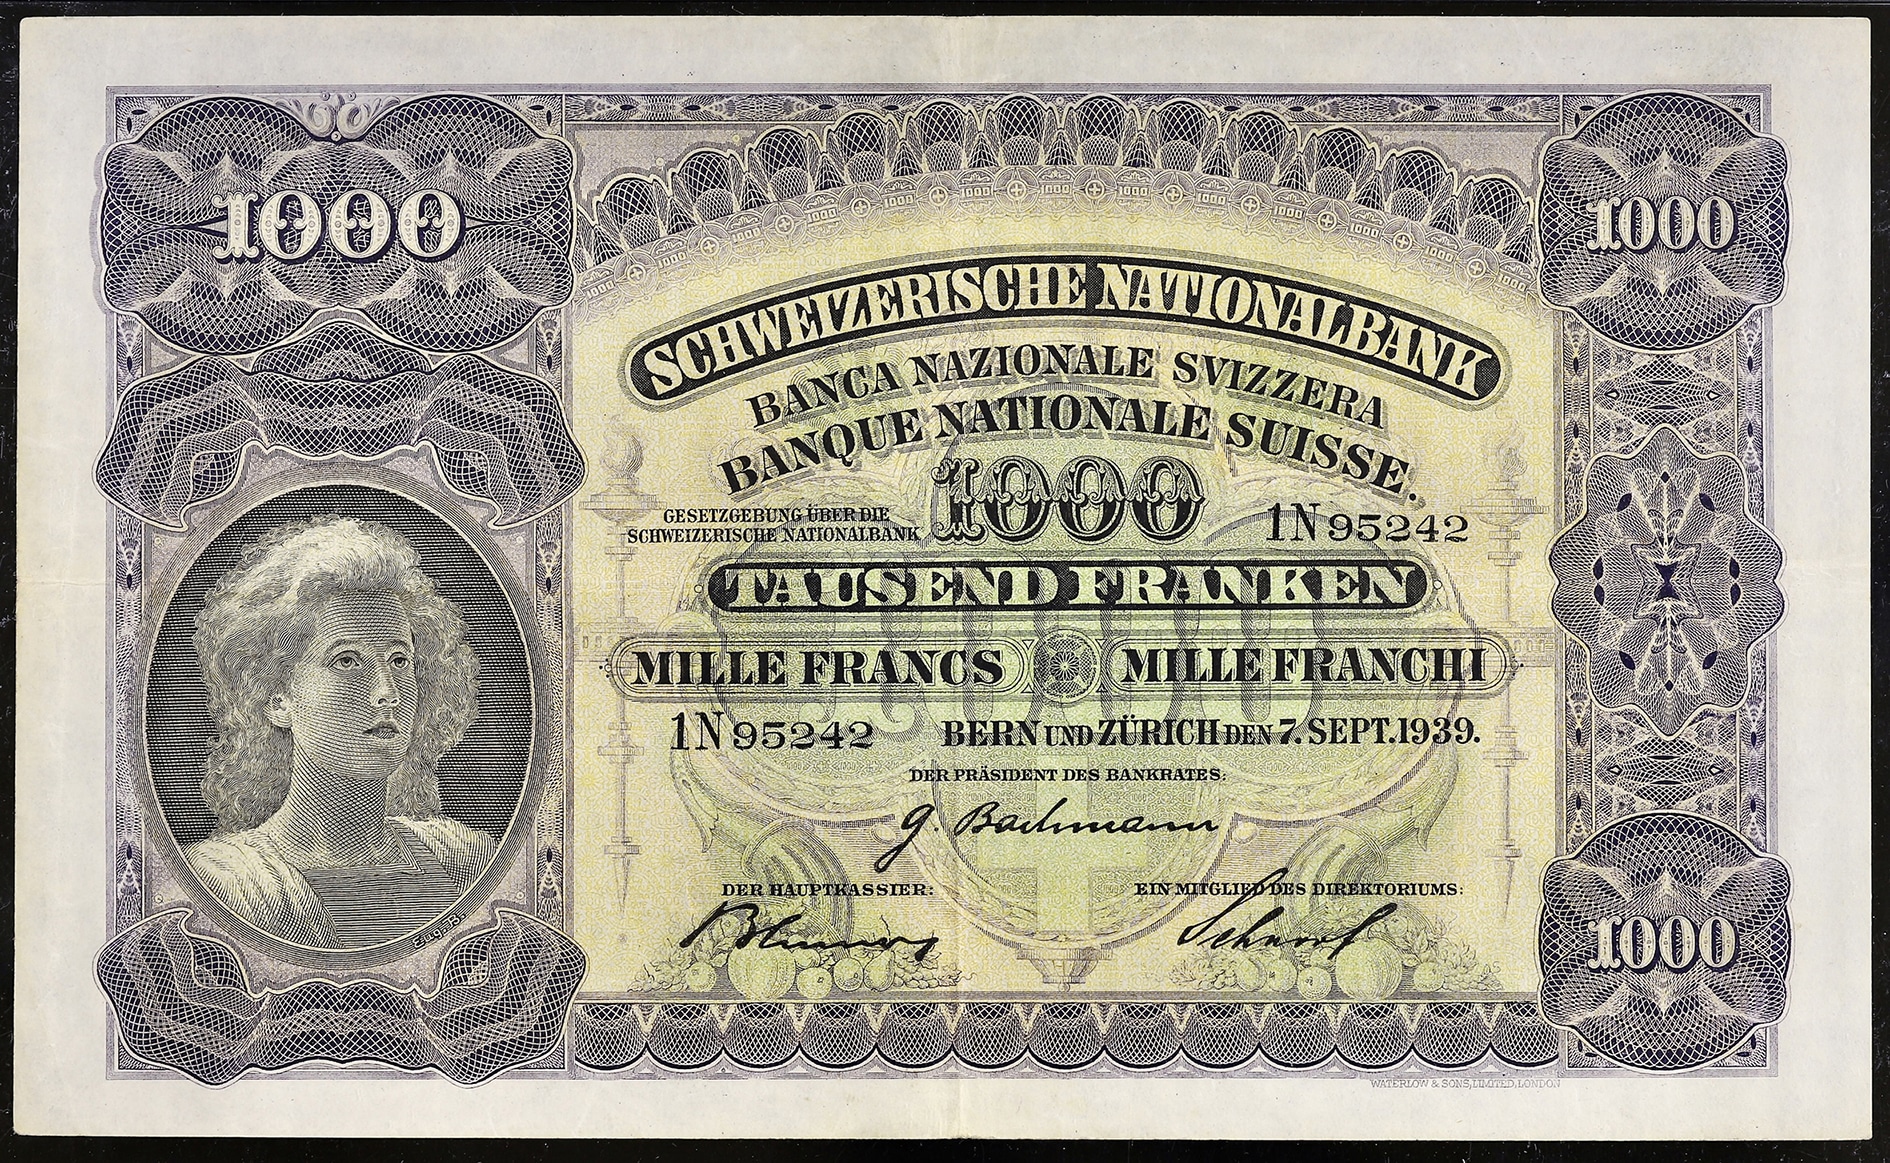 1000
1000
SCHWEIZERISCHE NATIONALBANK
BANCA NAZIONALE SVIZZERA
BANQUE NATIONALE SUISSE.
1000
GESETZGEBUNG ÜBER DIE
SCHWEIZERISCHE NATIONALBANK
1N 95242
TAUSEND FRANKEN
MILLE FRANCS MILLE FRANCHI
1N 95242
BERN UND ZÜRICH DEN 7. SEPT. 1939.
DER PRÄSIDENT DES BANKRATES:
G. Bachmann
DER HAUPTKASSIER:
EIN MITGLIED DES DIREKTORIUMS:
Schnorf
1000
WATERLOW & SONS, LIMITED, LONDON